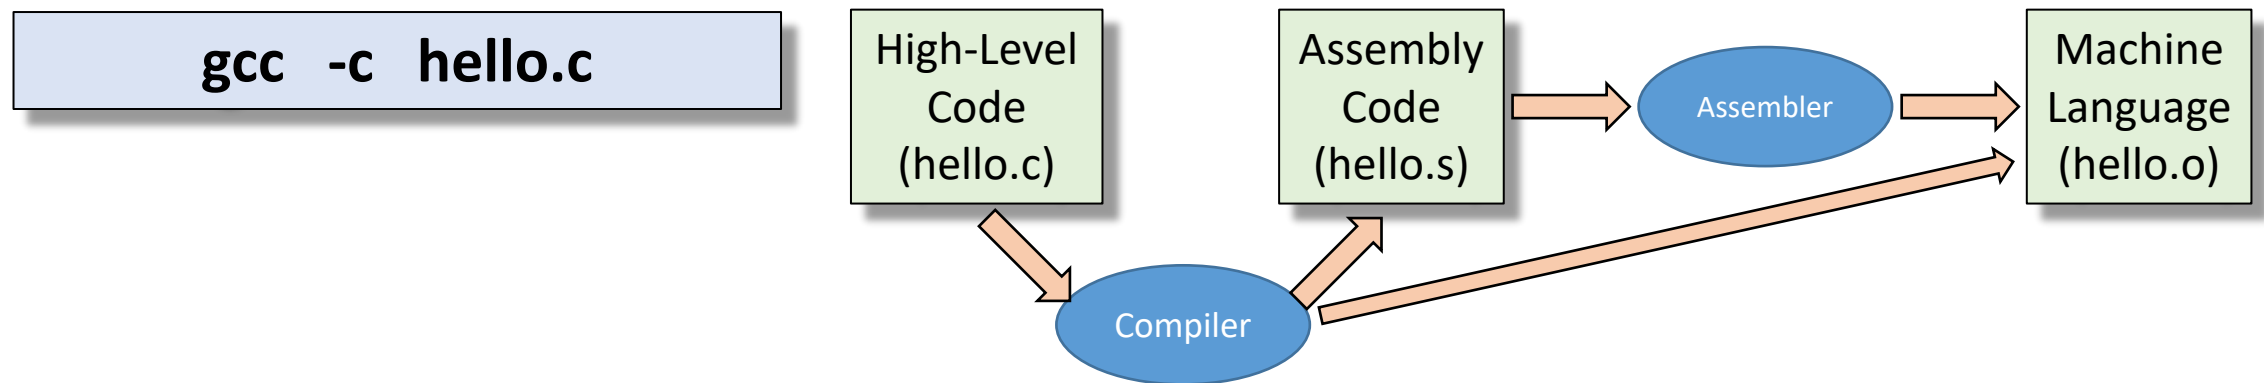 gcc -c hello.c
High-Level
Code
(hello.c)
Assembly
Code
(hello.s)
Assembler
Machine
Language
(hello.o)
Compiler